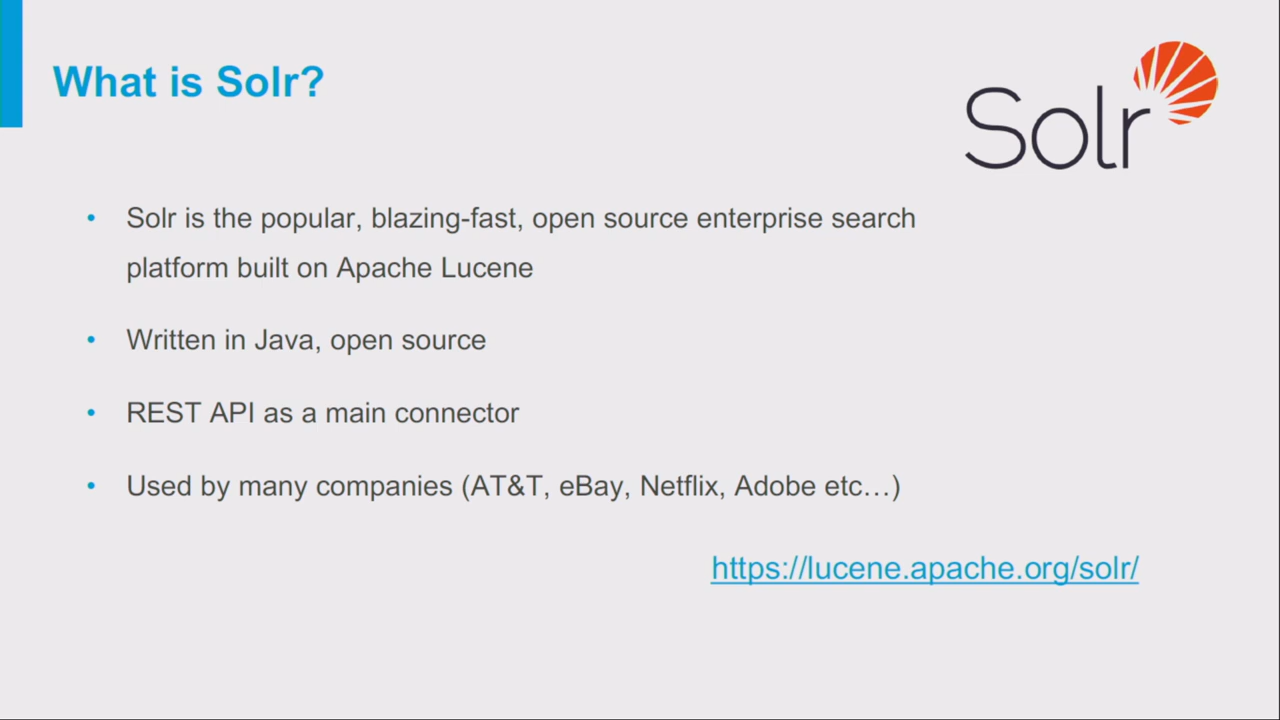 What is Solr?
Solr
• Solr is the popular, blazing-fast, open source enterprise search
platform built on Apache Lucene
• Written in Java, open source
• REST API as a main connector
• Used by many companies (AT&T, eBay, Netflix, Adobe etc…)
https://lucene.apache.org/solr/